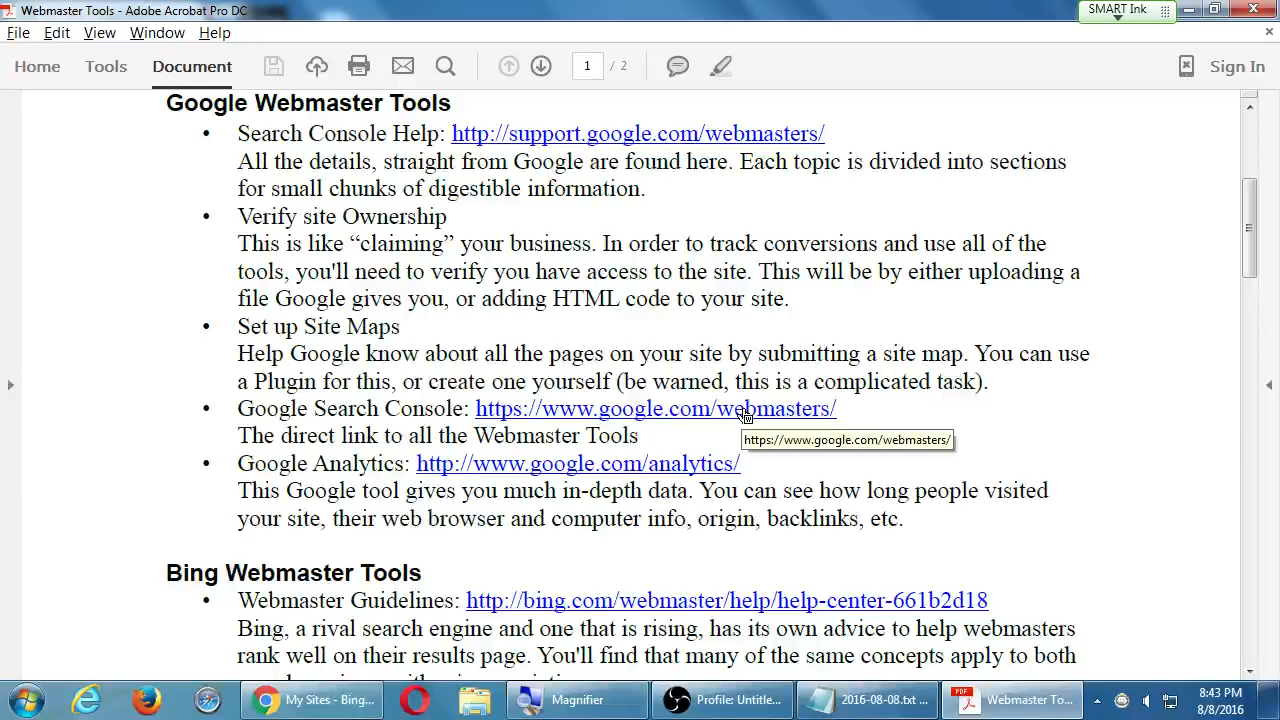 Webmaster Tools - Adobe Acrobat Pro DC
SMART Ink
File Edit View Window Help
Home Tools Document 1 / 2 Sign In
Google Webmaster Tools
• Search Console Help: http://support.google.com/webmasters/
All the details, straight from Google are found here. Each topic is divided into sections
for small chunks of digestible information.
• Verify site Ownership
This is like “claiming” your business. In order to track conversions and use all of the
tools, you'll need to verify you have access to the site. This will be by either uploading a
file Google gives you, or adding HTML code to your site.
• Set up Site Maps
Help Google know about all the pages on your site by submitting a site map. You can use
a Plugin for this, or create one yourself (be warned, this is a complicated task).
• Google Search Console: https://www.google.com/webmasters/
The direct link to all the Webmaster Tools
https://www.google.com/webmasters/
• Google Analytics: http://www.google.com/analytics/
This Google tool gives you much in-depth data. You can see how long people visited
your site, their web browser and computer info, origin, backlinks, etc.
Bing Webmaster Tools
• Webmaster Guidelines: http://bing.com/webmaster/help/help-center-661b2d18
Bing, a rival search engine and one that is rising, has its own advice to help webmasters
rank well on their results page. You'll find that many of the same concepts apply to both
My Sites - Bing... Magnifier Profile: Untitle... 2016-08-08.txt ... PDF Webmaster To... 8:43 PM
8/8/2016